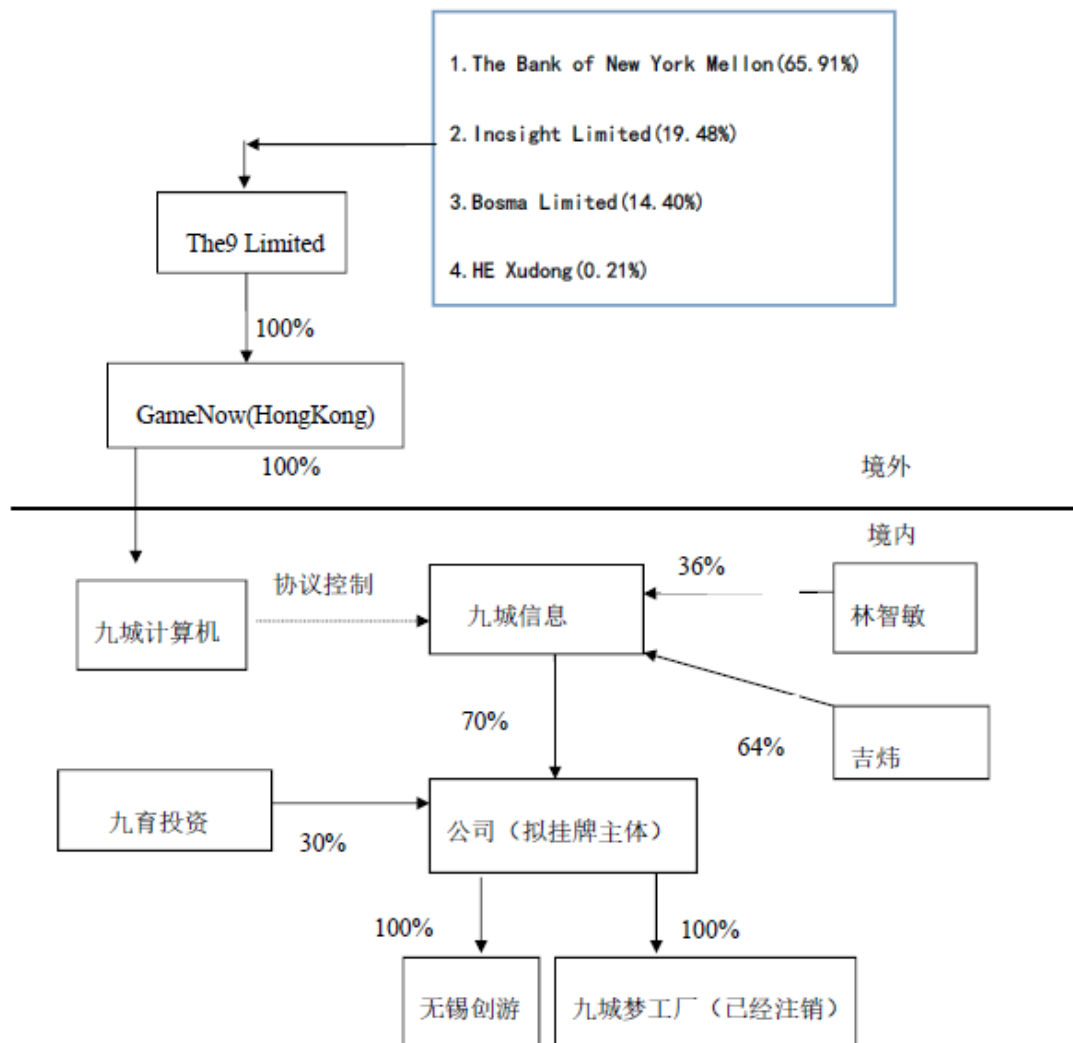 1.The Bank of New York Mellon(65.91%)
2.Incsight Limited(19.48%)
3.Bosma Limited(14.40%)
4.HE Xudong(0.21%)
The9 Limited
100%
GameNow(HongKong)
100%
境外
境内
九城计算机
协议控制
九城信息
36%
林智敏
70%
64%
吉炜
九育投资
30%
公司（拟挂牌主体）
100%
100%
无锡创游
九城梦工厂（已经注销）